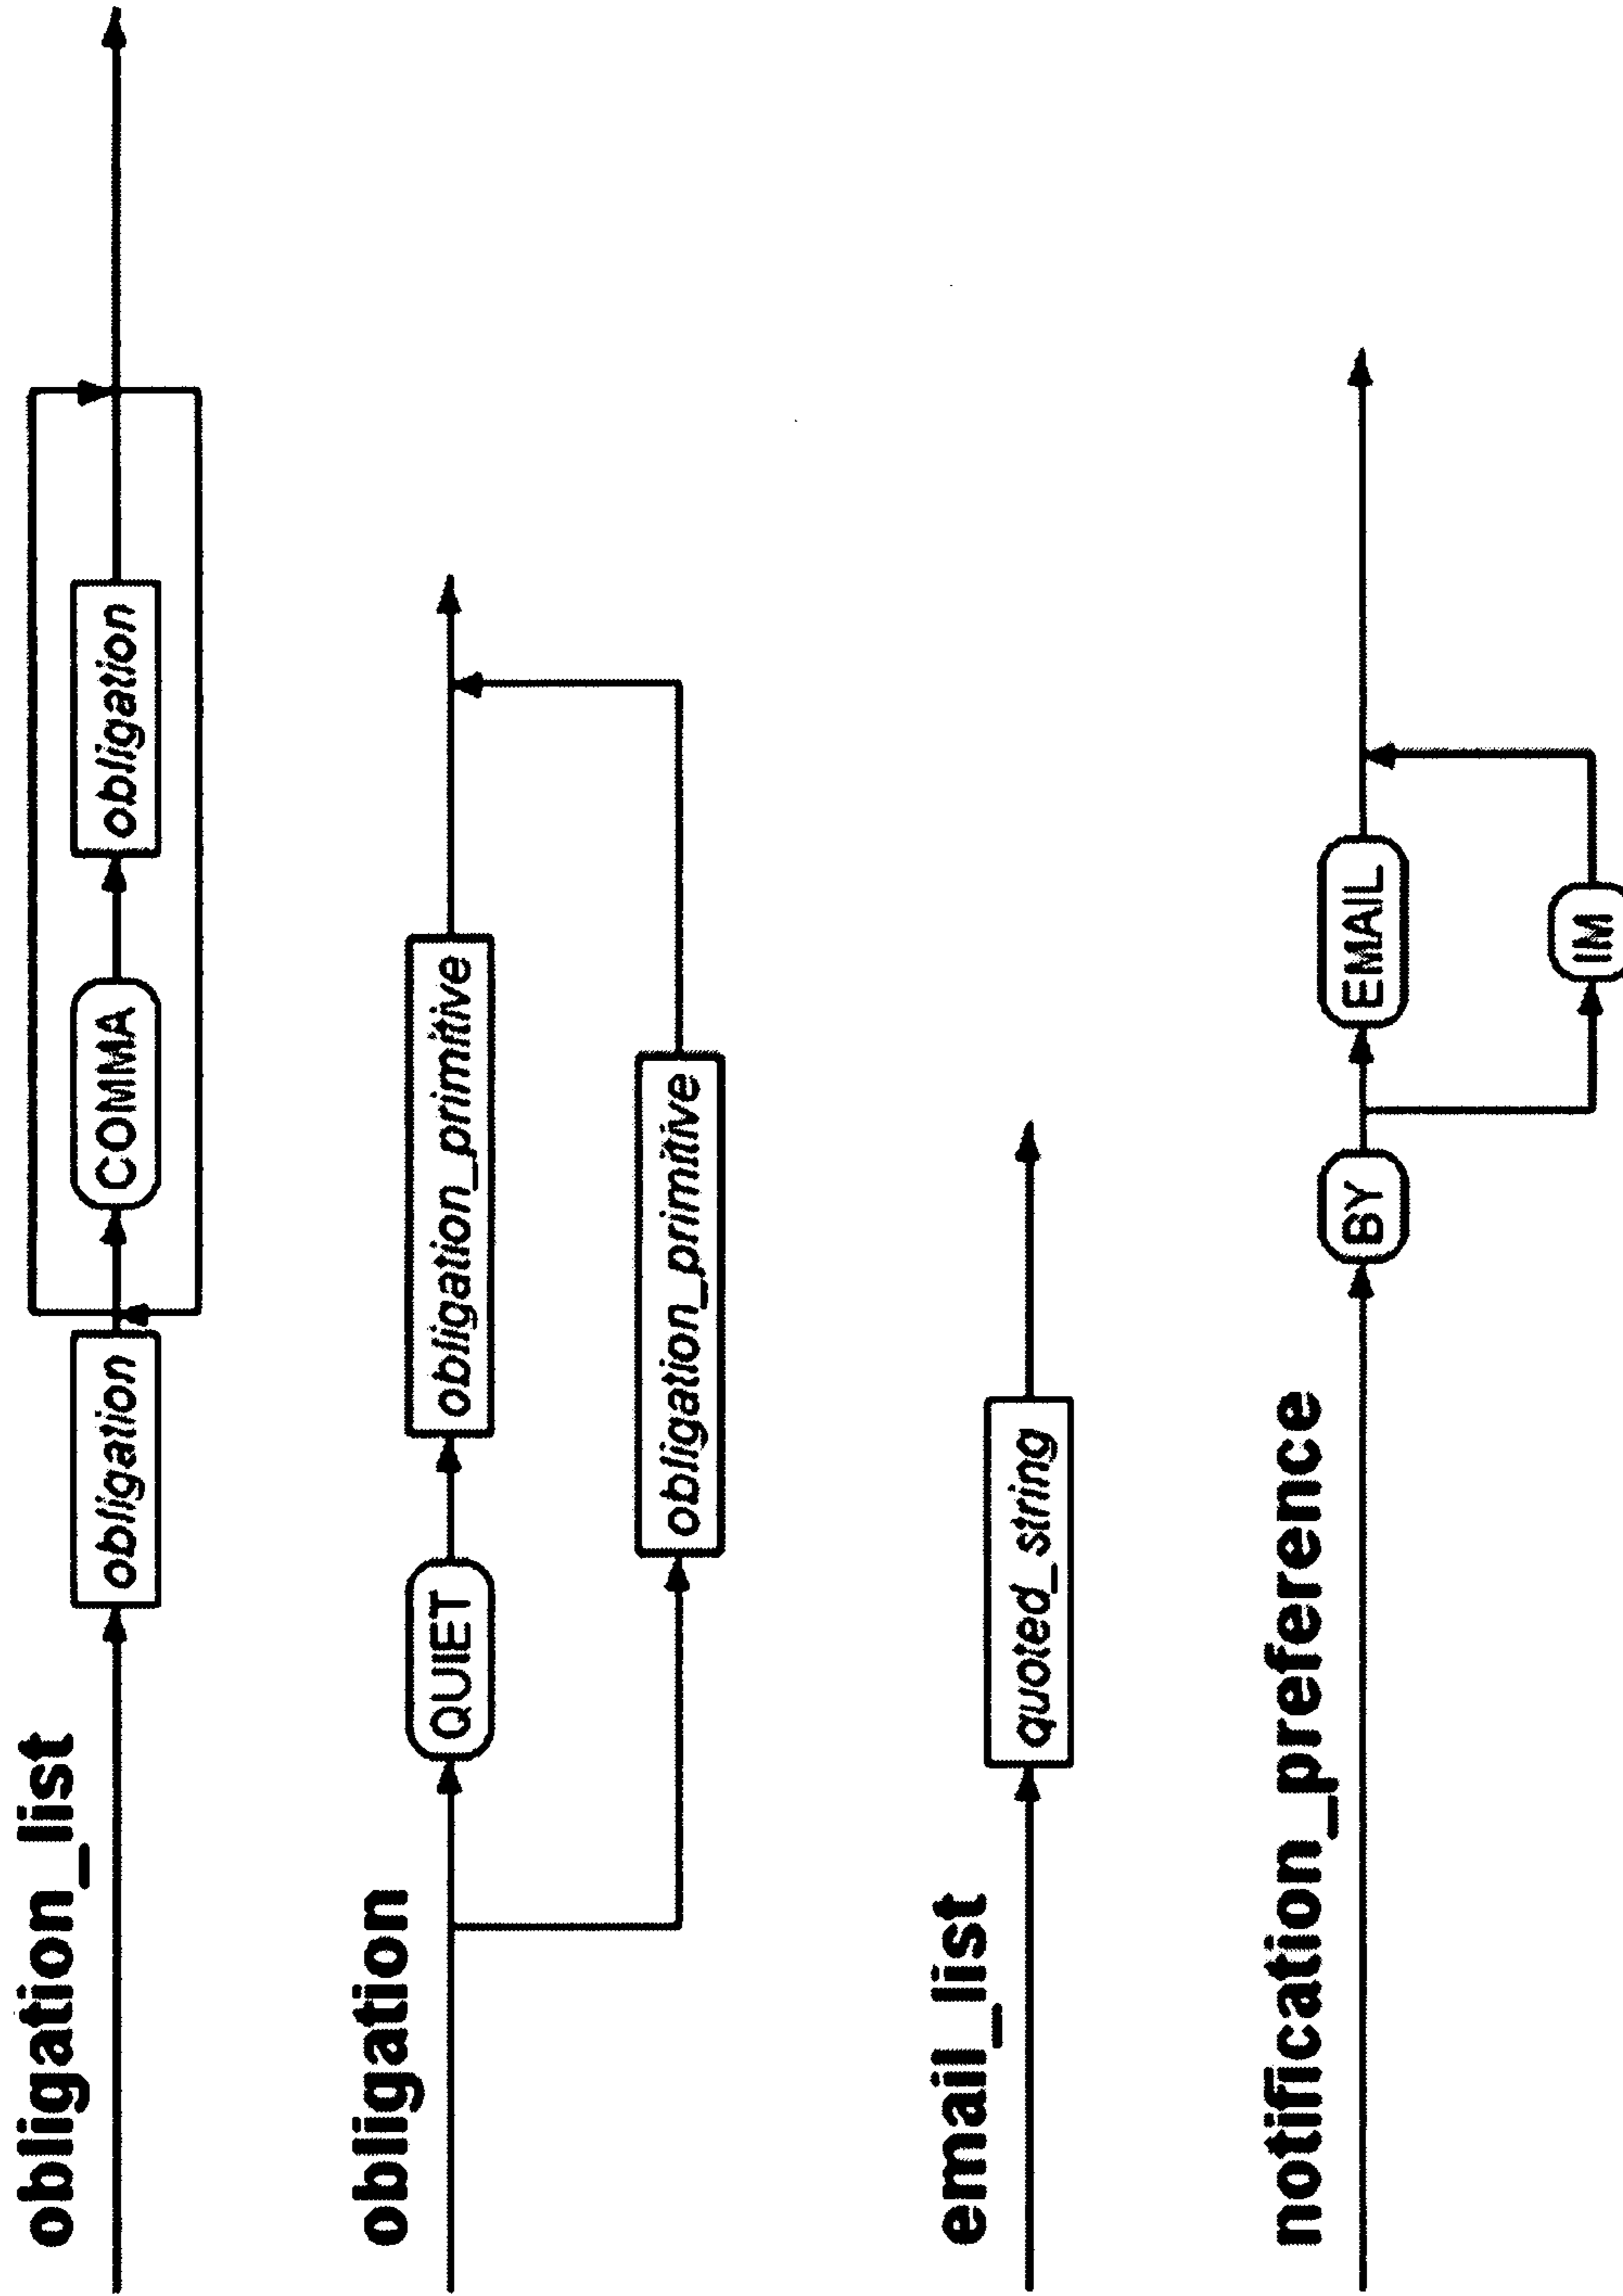 obligation_list
obligation COMMA obligation
obligation
QUIET obligation_primitive
obligation_primitive
email_list
quoted_string
notification_preference
BY EMAIL
IM